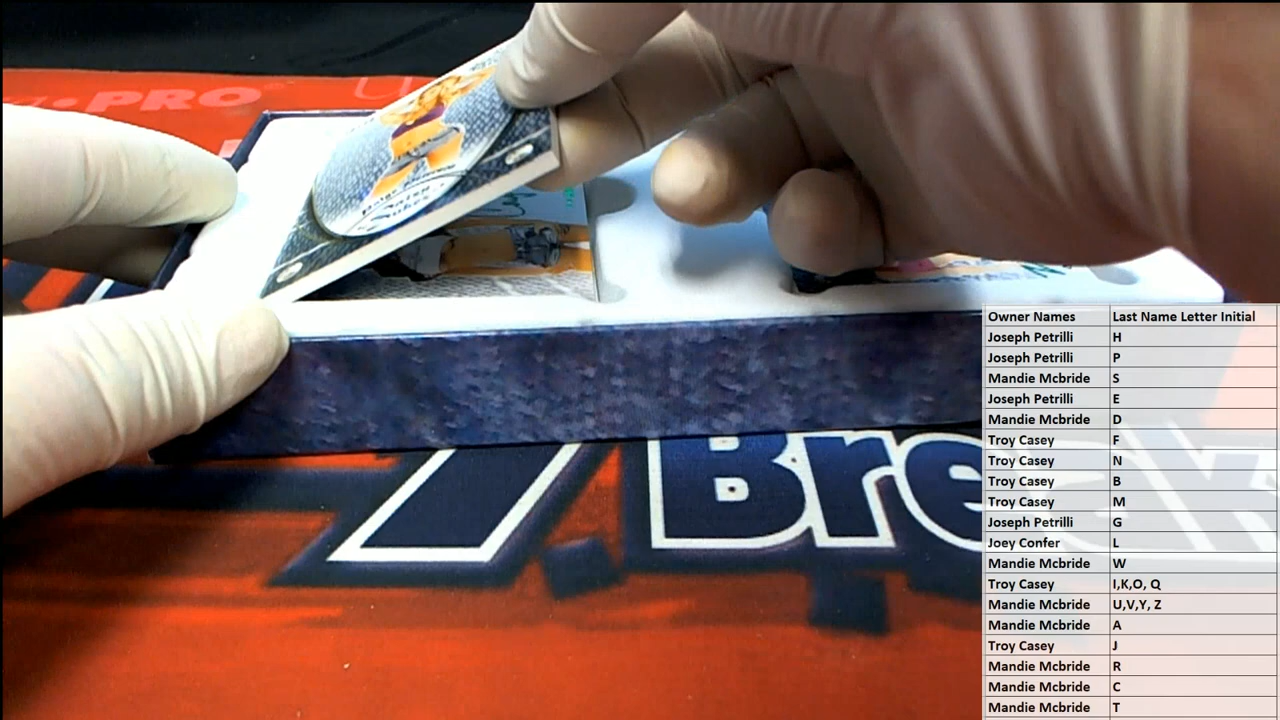 PRO
Brea
Owner Names Last Name Letter Initial
Joseph Petrilli H
Joseph Petrilli P
Mandie Mcbride S
Joseph Petrilli E
Mandie Mcbride D
Troy Casey F
Troy Casey N
Troy Casey B
Troy Casey M
Joseph Petrilli G
Joey Confer L
Mandie Mcbride W
Troy Casey I,K,O, Q
Mandie Mcbride U,V,Y, Z
Mandie Mcbride A
Troy Casey J
Mandie Mcbride R
Mandie Mcbride C
Mandie Mcbride T